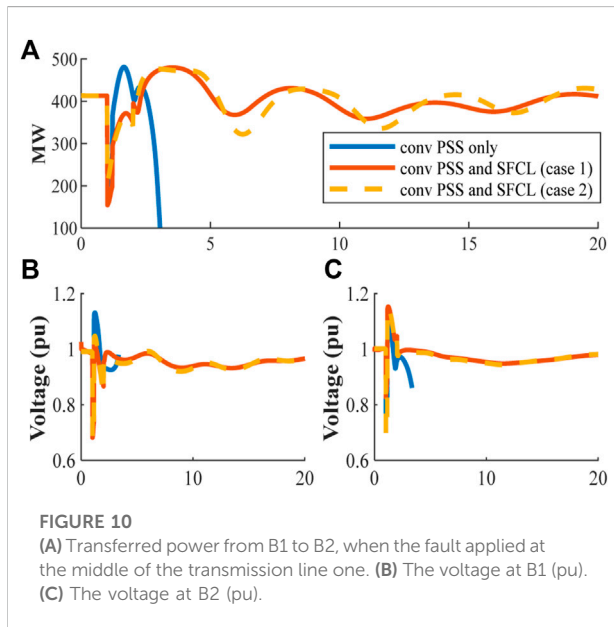 A
500
400
300
200
100
MW
conv PSS only
conv PSS and SFCL (case 1)
conv PSS and SFCL (case 2)
0 5 10 15 20
B
1.2
1
0.8
0.6
Voltage (pu)
0 10 20
C
1.2
1
0.8
0.6
Voltage (pu)
0 10 20
FIGURE 10
(A) Transferred power from B1 to B2, when the fault applied at
the middle of the transmission line one. (B) The voltage at B1 (pu).
(C) The voltage at B2 (pu).